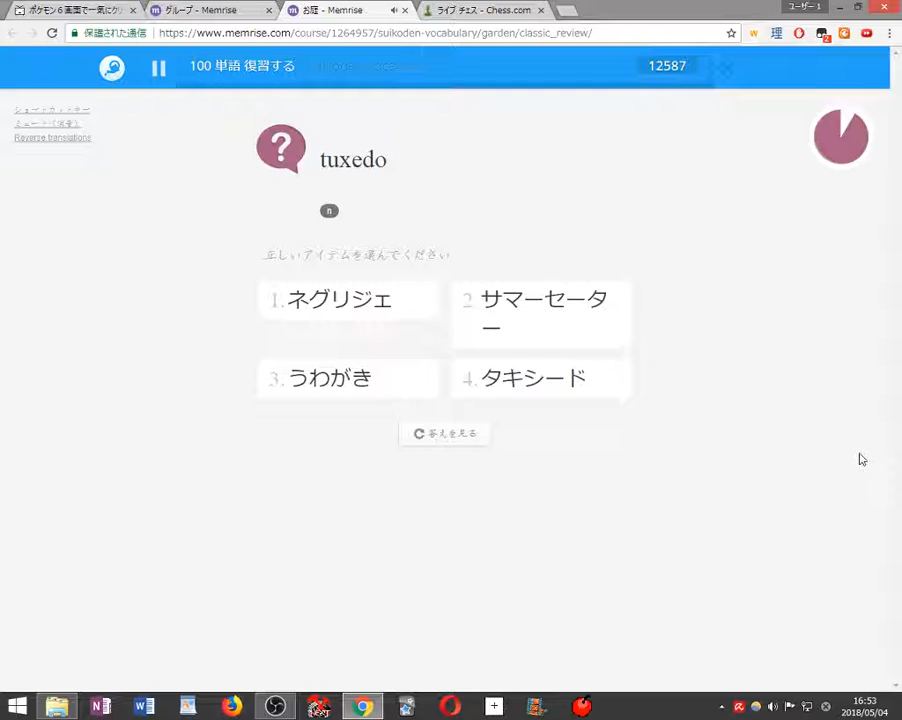 ポケモン６画面で一気にク
グループ - Memrise
お庭 - Memrise
ライブ チェス - Chess.com
ユーザー 1
保護された通信
https://www.memrise.com/course/1264957/suikoden-vocabulary/garden/classic_review/
100 単語 復習する
12587
ショートカットキー
ミュート (消音)
Reverse translations
?
tuxedo
n
正しいアイテムを選んでください
1. ネグリジェ
2 サマーセータ
ー
3. うわがき
4. タキシード
答えを見る
16:53
2018/05/04